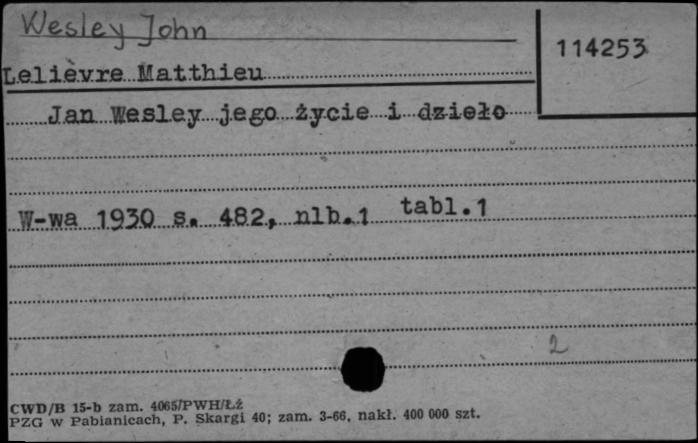 Wesley John
114253
Lelièvre Matthieu
Jan Wesley jego życie i dzieło
W-wa 1930 s. 482, nlb.1 tabl.1
2
CWD/B 15-b zam. 4065/PWH/Łź
PZG w Pabianicach, P. Skargi 40; zam. 3-66, nakł. 400 000 szt.